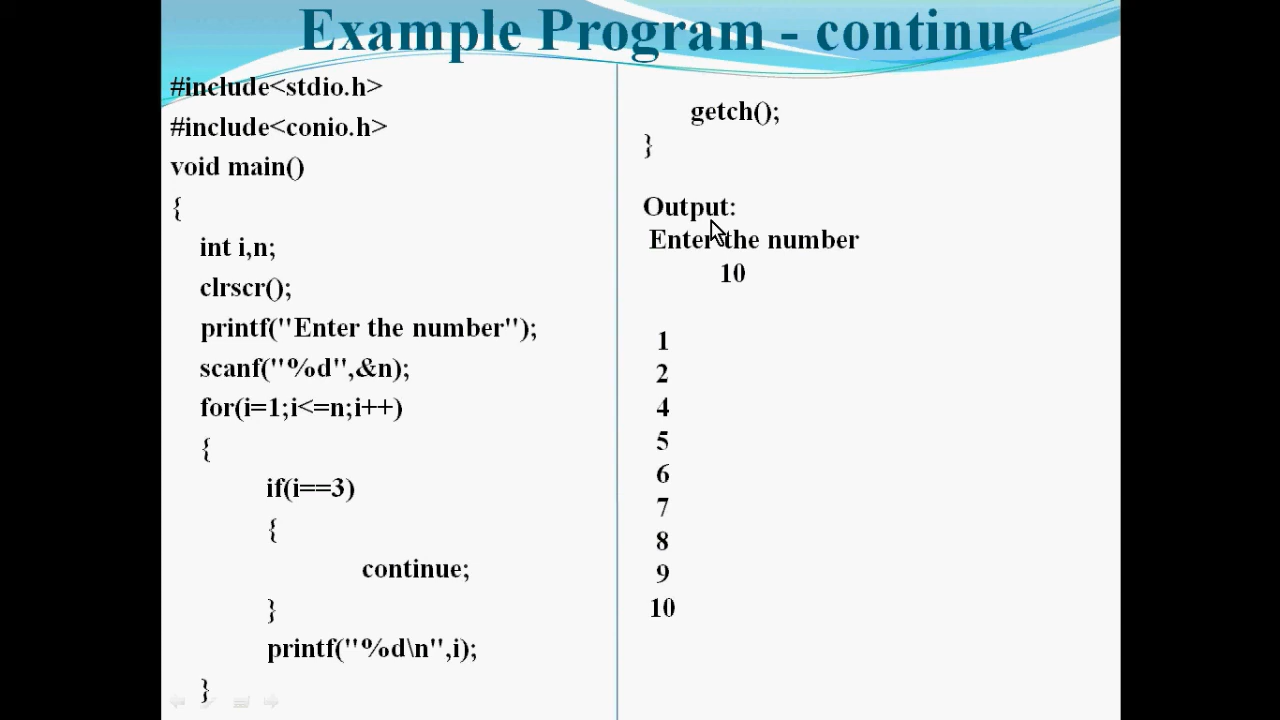 Example Program - continue
#include<stdio.h>
#include<conio.h>
void main()
{
int i,n;
clrscr();
printf("Enter the number");
scanf("%d",&n);
for(i=1;i<=n;i++)
{
if(i==3)
{
continue;
}
printf("%d\n",i);
}
getch();
}
Output:
Enter the number
10
1
2
4
5
6
7
8
9
10